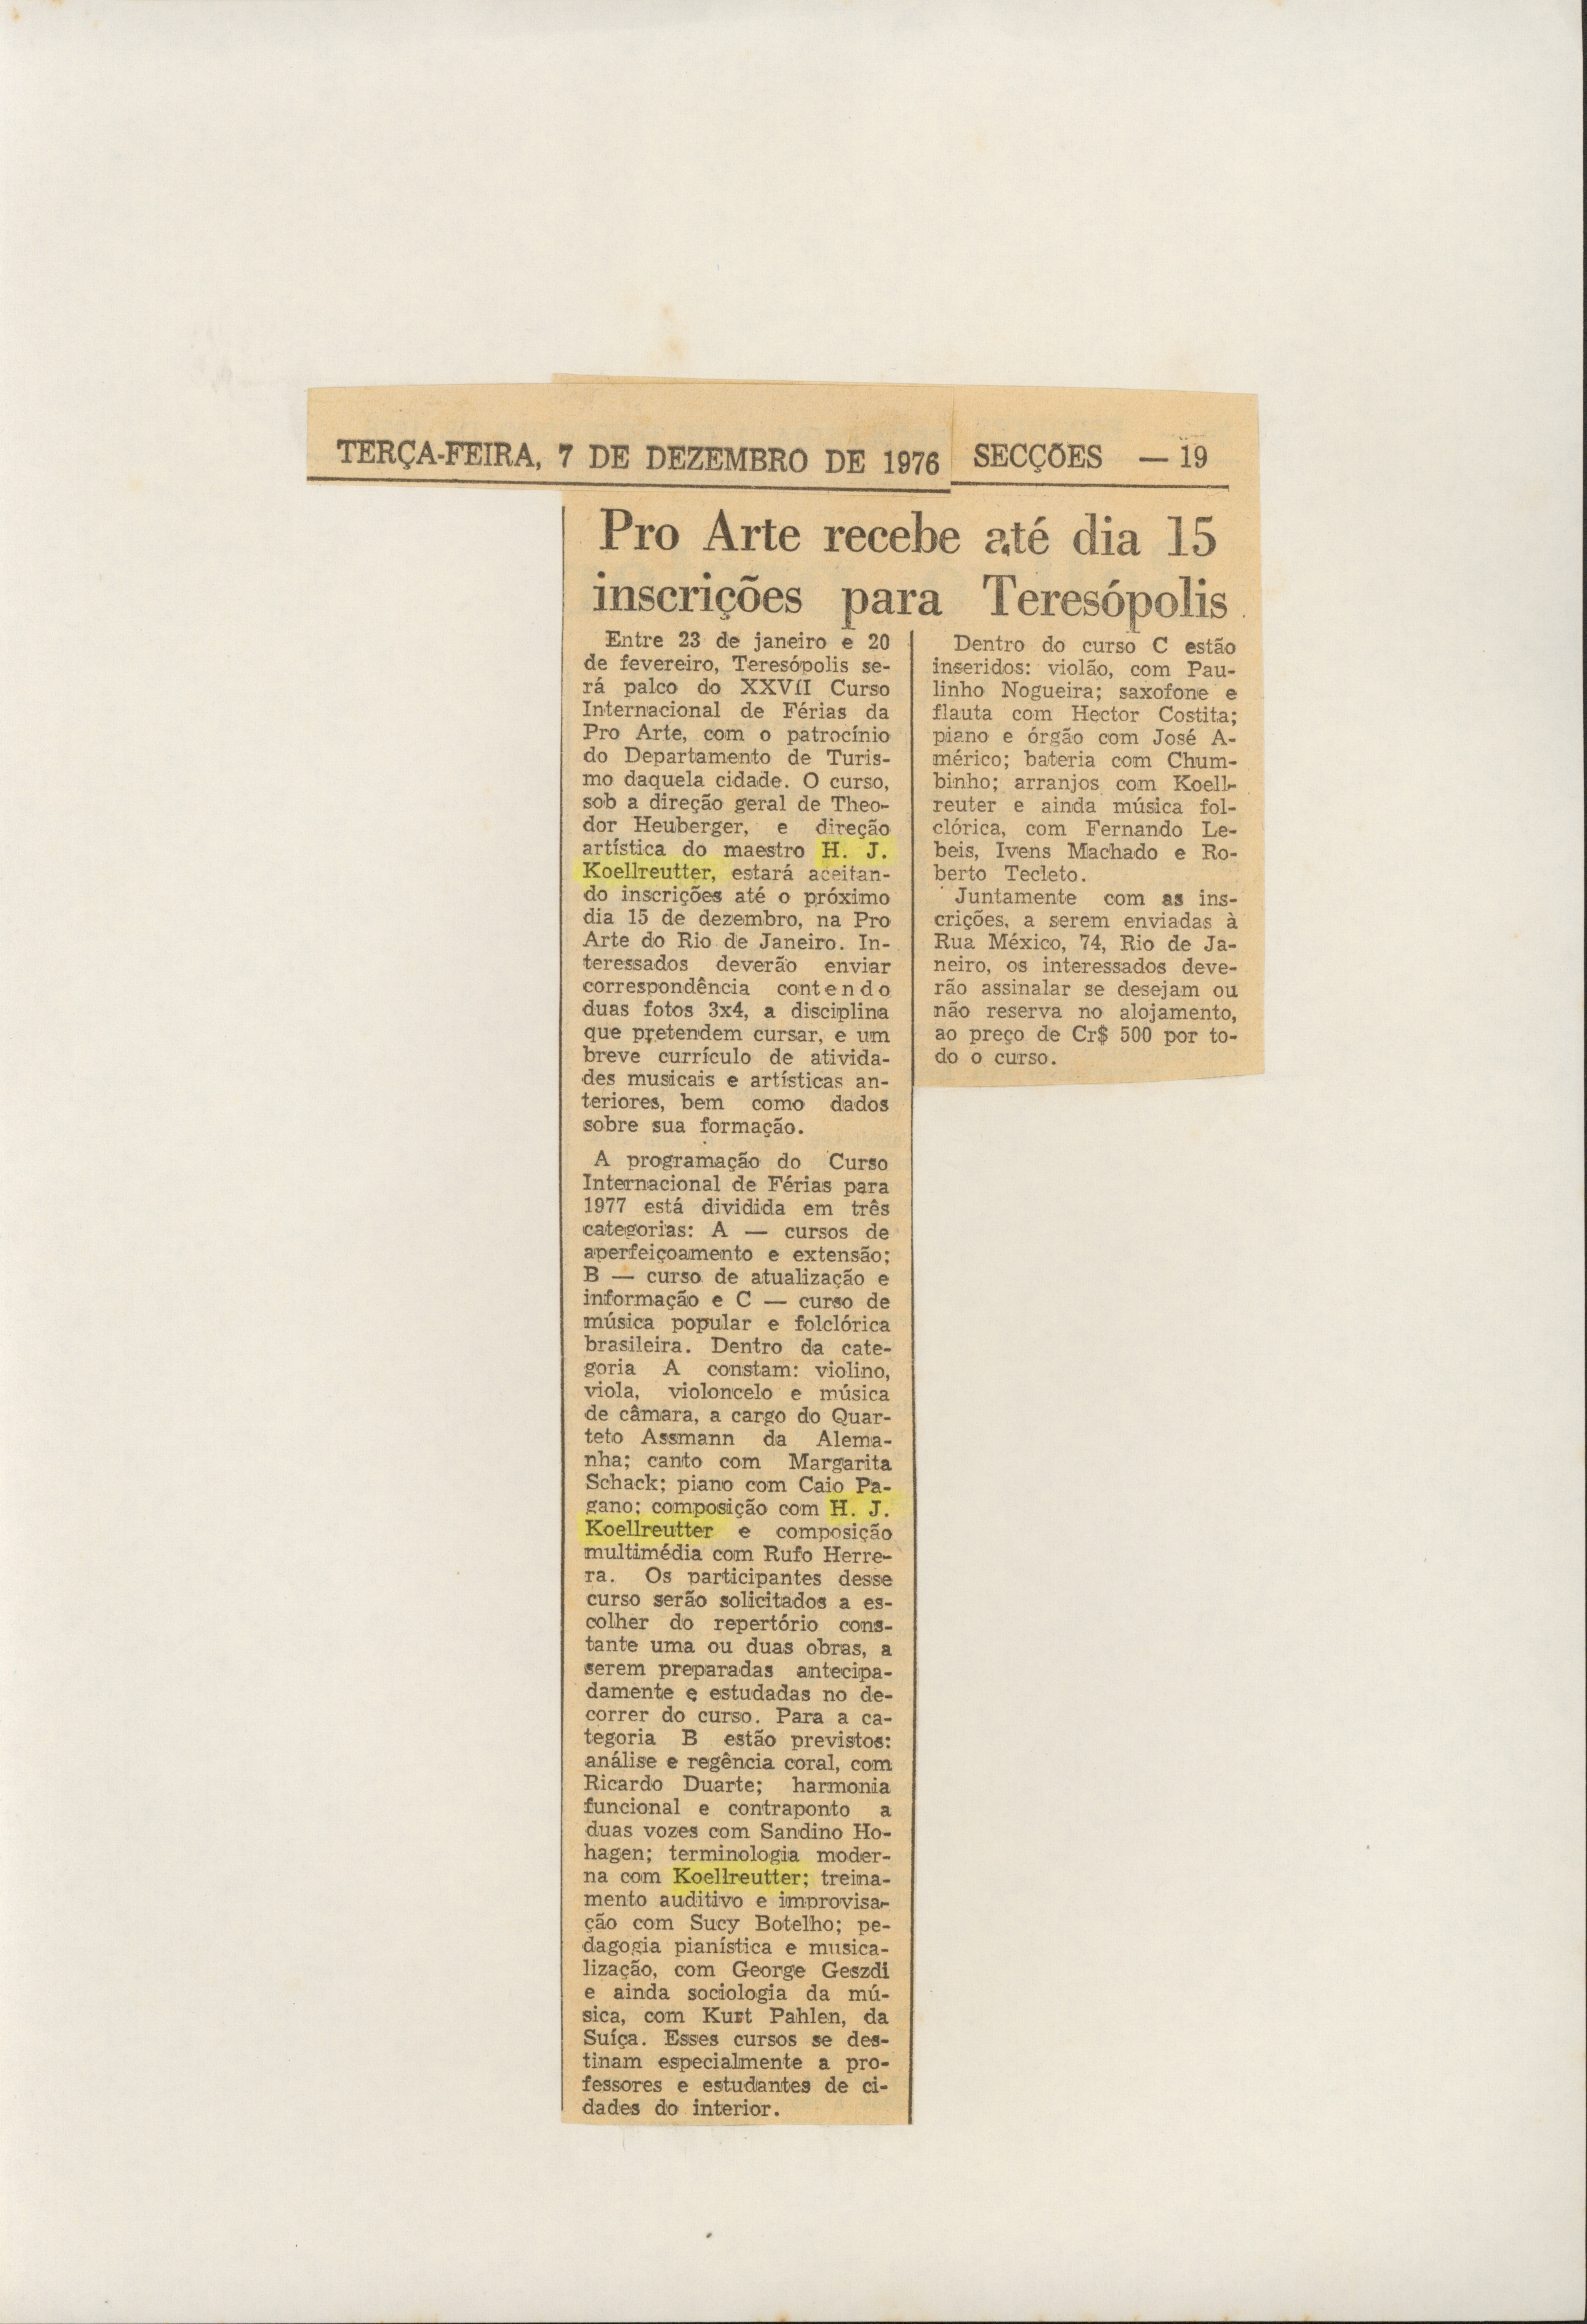 TERÇA-FEIRA, 7 DE DEZEMBRO DE 1976 SECÇÕES — 19
Pro Arte recebe até dia 15
inscrições para Teresópolis
Entre 23 de janeiro e 20
de fevereiro, Teresópolis se-
rá palco do XXVII Curso
Internacional de Férias da
Pro Arte, com o patrocínio
do Departamento de Turis-
mo daquela cidade. O curso,
sob a direção geral de Theo-
dor Heuberger, e direção
artística do maestro H. J.
Koellreutter, estará aceitan-
do inscrições até o próximo
dia 15 de dezembro, na Pro
Arte do Rio de Janeiro. In-
teressados deverão enviar
correspondência contendo
duas fotos 3x4, a disciplina
que pretendem cursar, e um
breve currículo de ativida-
des musicais e artísticas an-
teriores, bem como dados
sobre sua formação.
A programação do Curso
Internacional de Férias para
1977 está dividida em três
categorias: A — cursos de
aperfeiçoamento e extensão;
B — curso de atualização e
informação e C — curso de
música popular e folclórica
brasileira. Dentro da cate-
goria A constam: violino,
viola, violoncelo e música
de câmara, a cargo do Quar-
teto Assmann da Alema-
nha; canto com Margarita
Schack; piano com Caio Pa-
gano; composição com H. J.
Koellreutter e composição
multimédia com Rufo Herre-
ra. Os participantes desse
curso serão solicitados a es-
colher do repertório cons-
tante uma ou duas obras, a
serem preparadas antecipa-
damente e estudadas no de-
correr do curso. Para a ca-
tegoria B estão previstos:
análise e regência coral, com
Ricardo Duarte; harmonia
funcional e contraponto a
duas vozes com Sandino Ho-
hagen; terminologia moder-
na com Koellreutter; treina-
mento auditivo e improvisa-
ção com Sucy Botelho; pe-
dagogia pianística e musica-
lização, com George Geszdi
e ainda sociologia da mú-
sica, com Kurt Pahlen, da
Suíça. Esses cursos se des-
tinam especialmente a pro-
fessores e estudantes de ci-
dades do interior.
Dentro do curso C estão
inseridos: violão, com Pau-
linho Nogueira; saxofone e
flauta com Hector Costita;
piano e órgão com José A-
mérico; bateria com Chum-
binho; arranjos com Koell-
reuter e ainda música fol-
clórica, com Fernando Le-
beis, Ivens Machado e Ro-
berto Tecleto.
Juntamente com as ins-
crições, a serem enviadas à
Rua México, 74, Rio de Ja-
neiro, os interessados deve-
rão assinalar se desejam ou
não reserva no alojamento,
ao preço de Cr$ 500 por to-
do o curso.